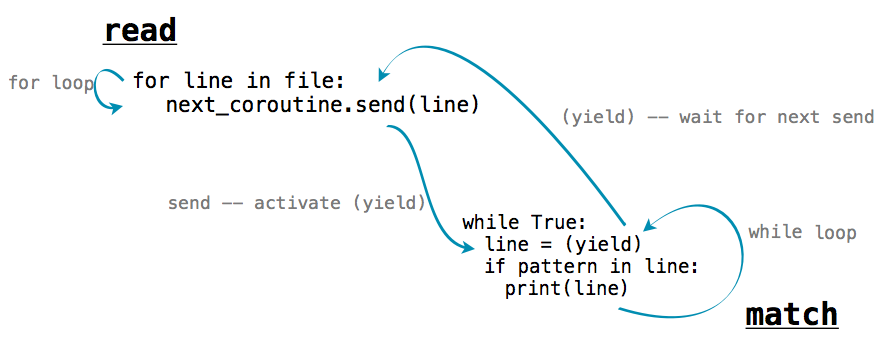 read
for loop
for line in file:
next_coroutine.send(line)
(yield) -- wait for next send
send -- activate (yield)
while True:
line = (yield)
if pattern in line:
print(line)
while loop
match